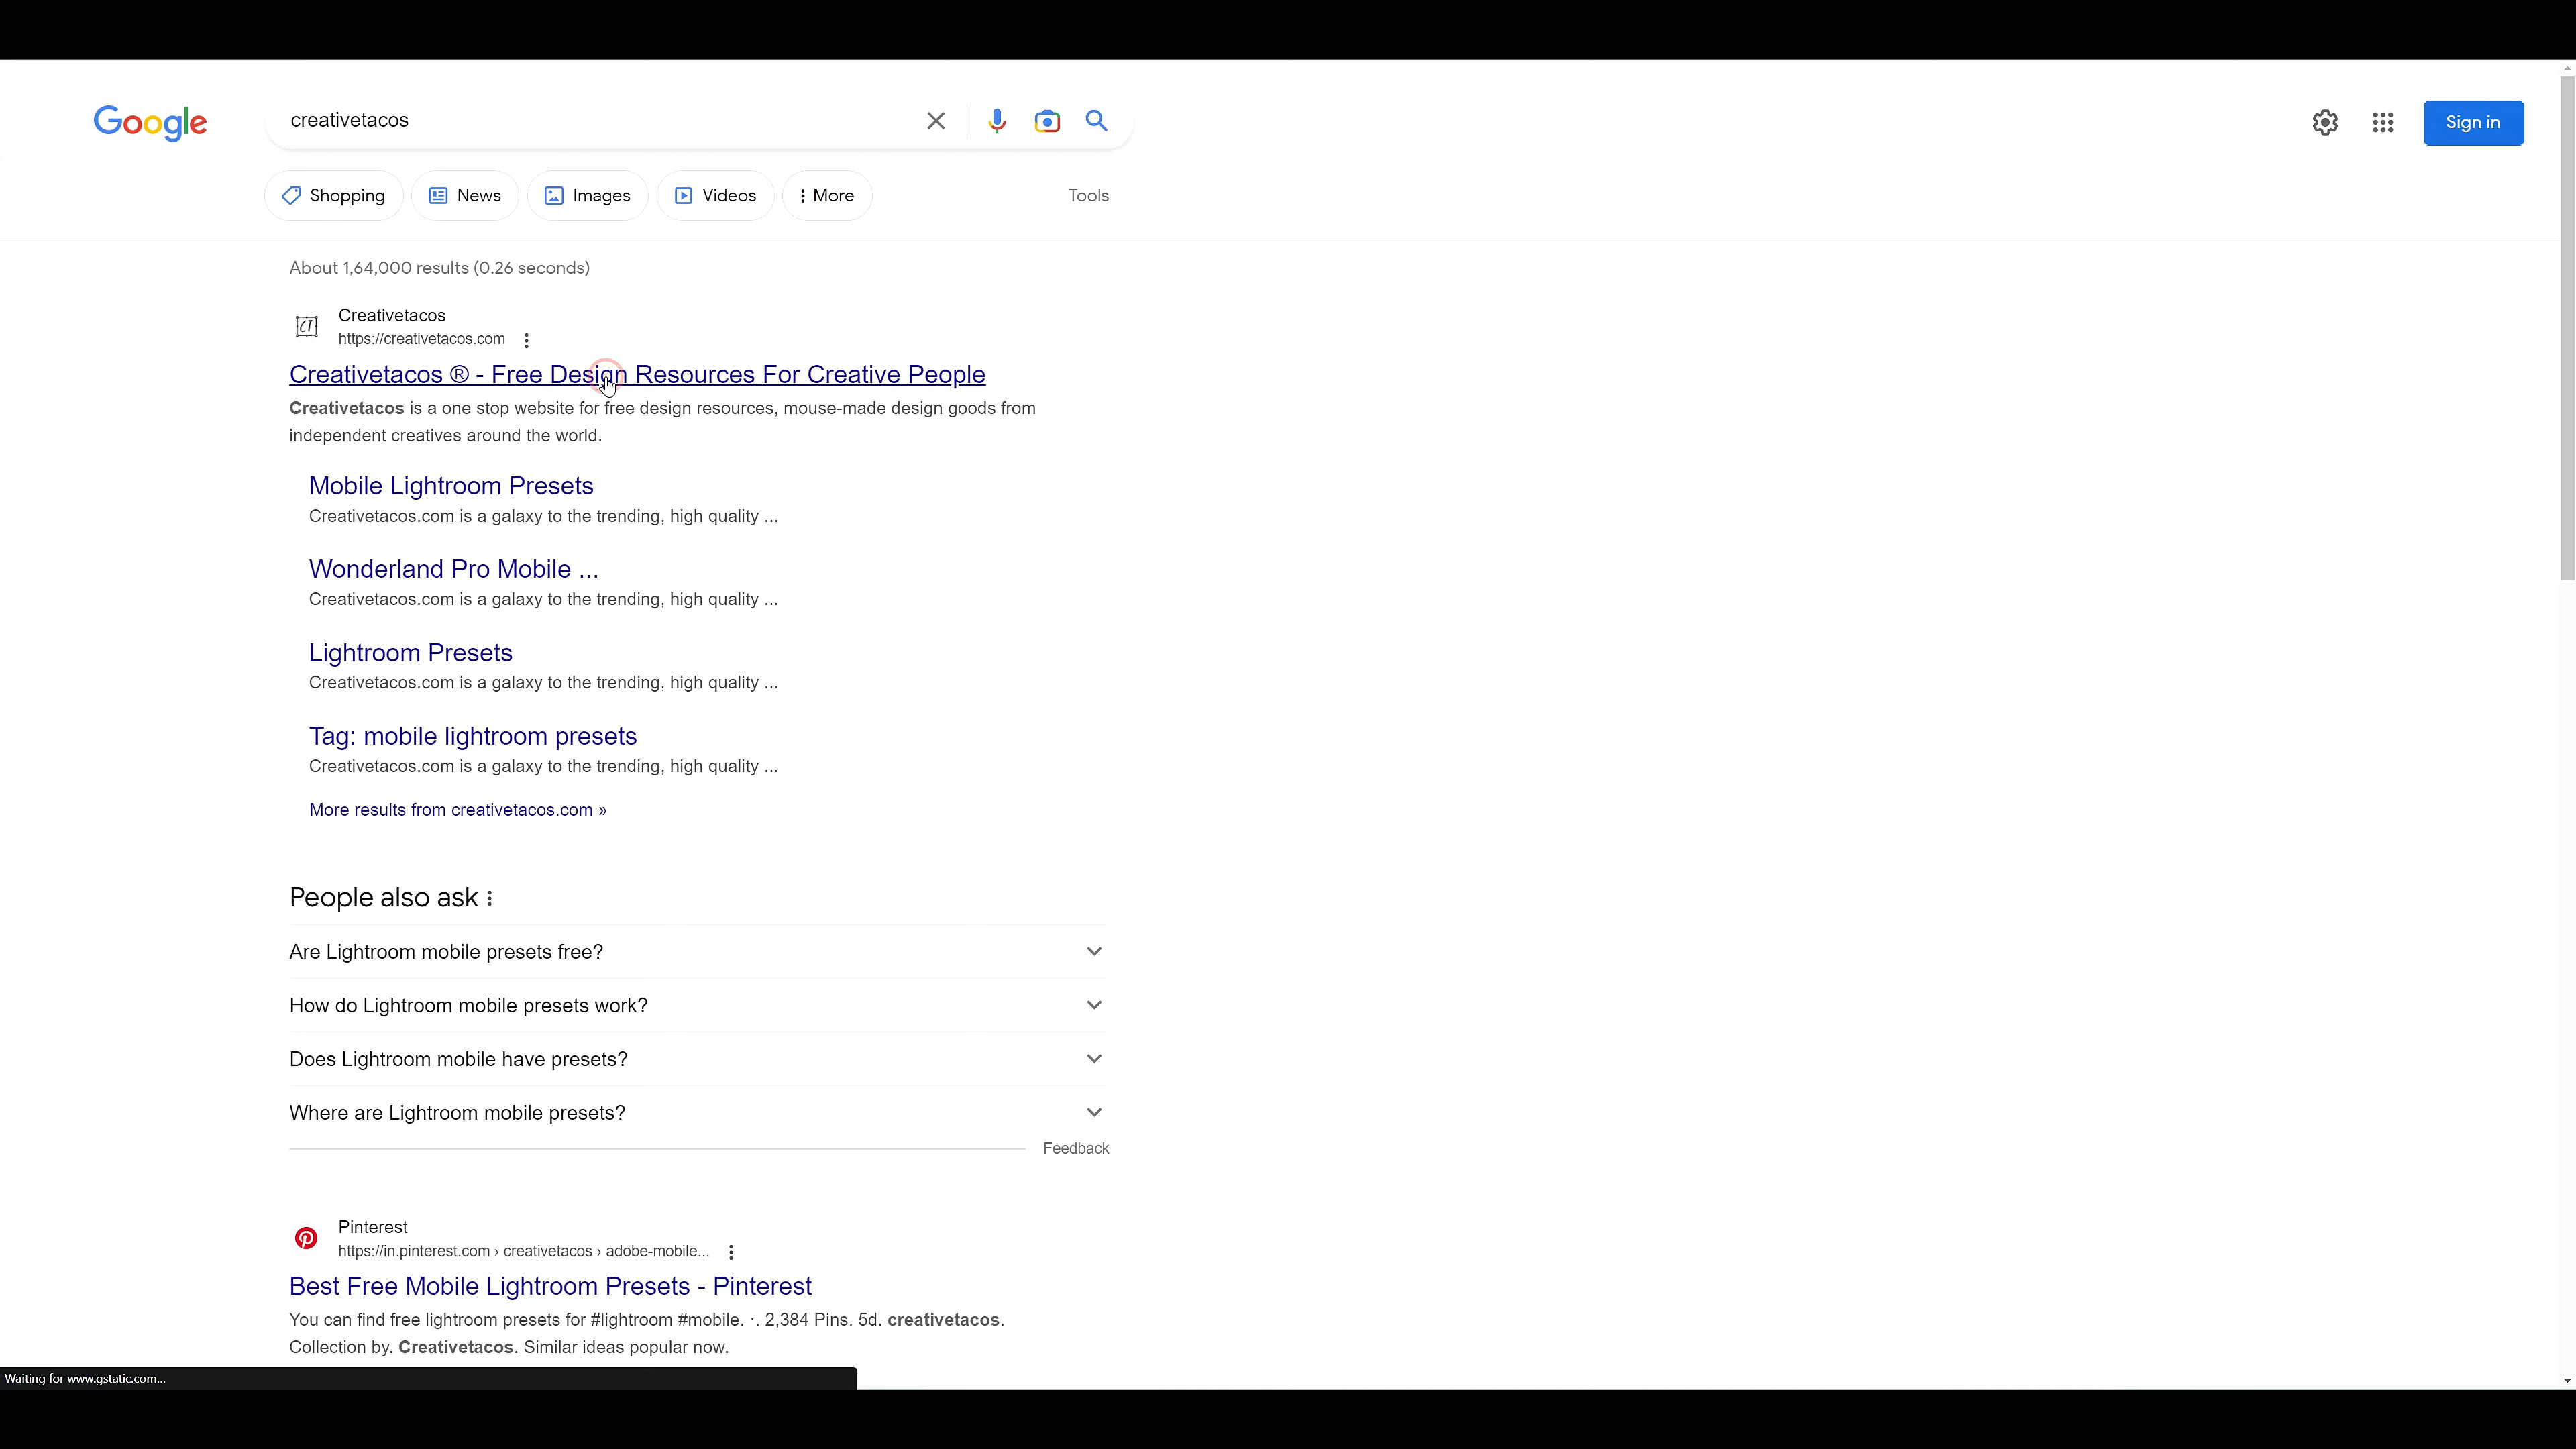 Google
creativetacos
Sign in
Shopping
News
Images
Videos
More
Tools
About 1,64,000 results (0.26 seconds)
CT
Creativetacos
https://creativetacos.com
Creativetacos ® - Free Design Resources For Creative People
Creativetacos is a one stop website for free design resources, mouse-made design goods from
independent creatives around the world.
Mobile Lightroom Presets
Creativetacos.com is a galaxy to the trending, high quality ...
Wonderland Pro Mobile ...
Creativetacos.com is a galaxy to the trending, high quality ...
Lightroom Presets
Creativetacos.com is a galaxy to the trending, high quality ...
Tag: mobile lightroom presets
Creativetacos.com is a galaxy to the trending, high quality ...
More results from creativetacos.com »
People also ask
Are Lightroom mobile presets free?
How do Lightroom mobile presets work?
Does Lightroom mobile have presets?
Where are Lightroom mobile presets?
Feedback
Pinterest
https://in.pinterest.com › creativetacos › adobe-mobile...
Best Free Mobile Lightroom Presets - Pinterest
You can find free lightroom presets for #lightroom #mobile. ·. 2,384 Pins. 5d. creativetacos.
Collection by. Creativetacos. Similar ideas popular now.
Waiting for www.gstatic.com...